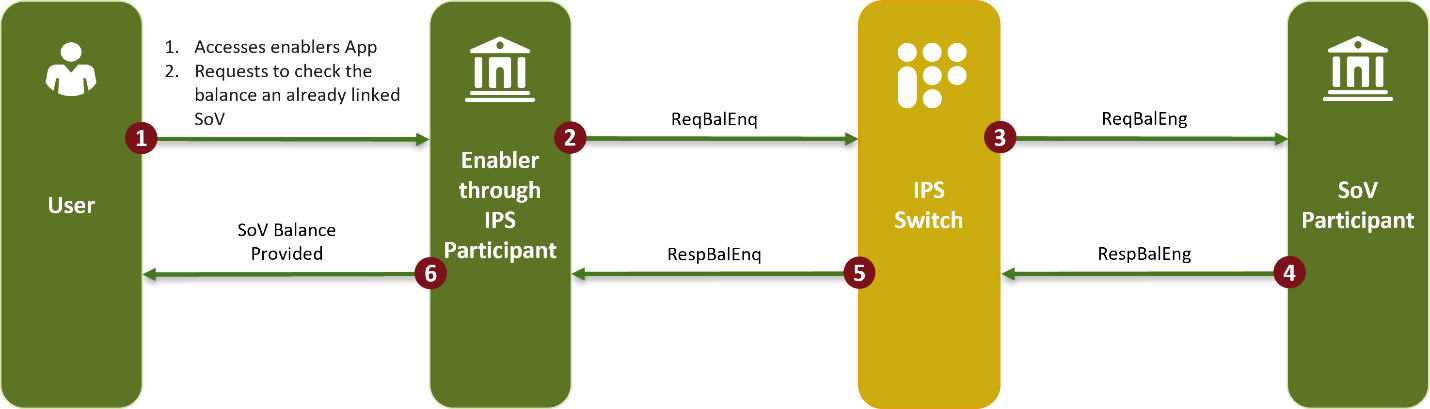 1. Accesses enablers App
2. Requests to check the
balance an already linked
SoV
1
2
ReqBalEnq
3
ReqBalEng
User
Enabler
through
IPS
Participant
IPS
Switch
SoV
Participant
SoV Balance
Provided
6
RespBalEnq
5
RespBalEng
4